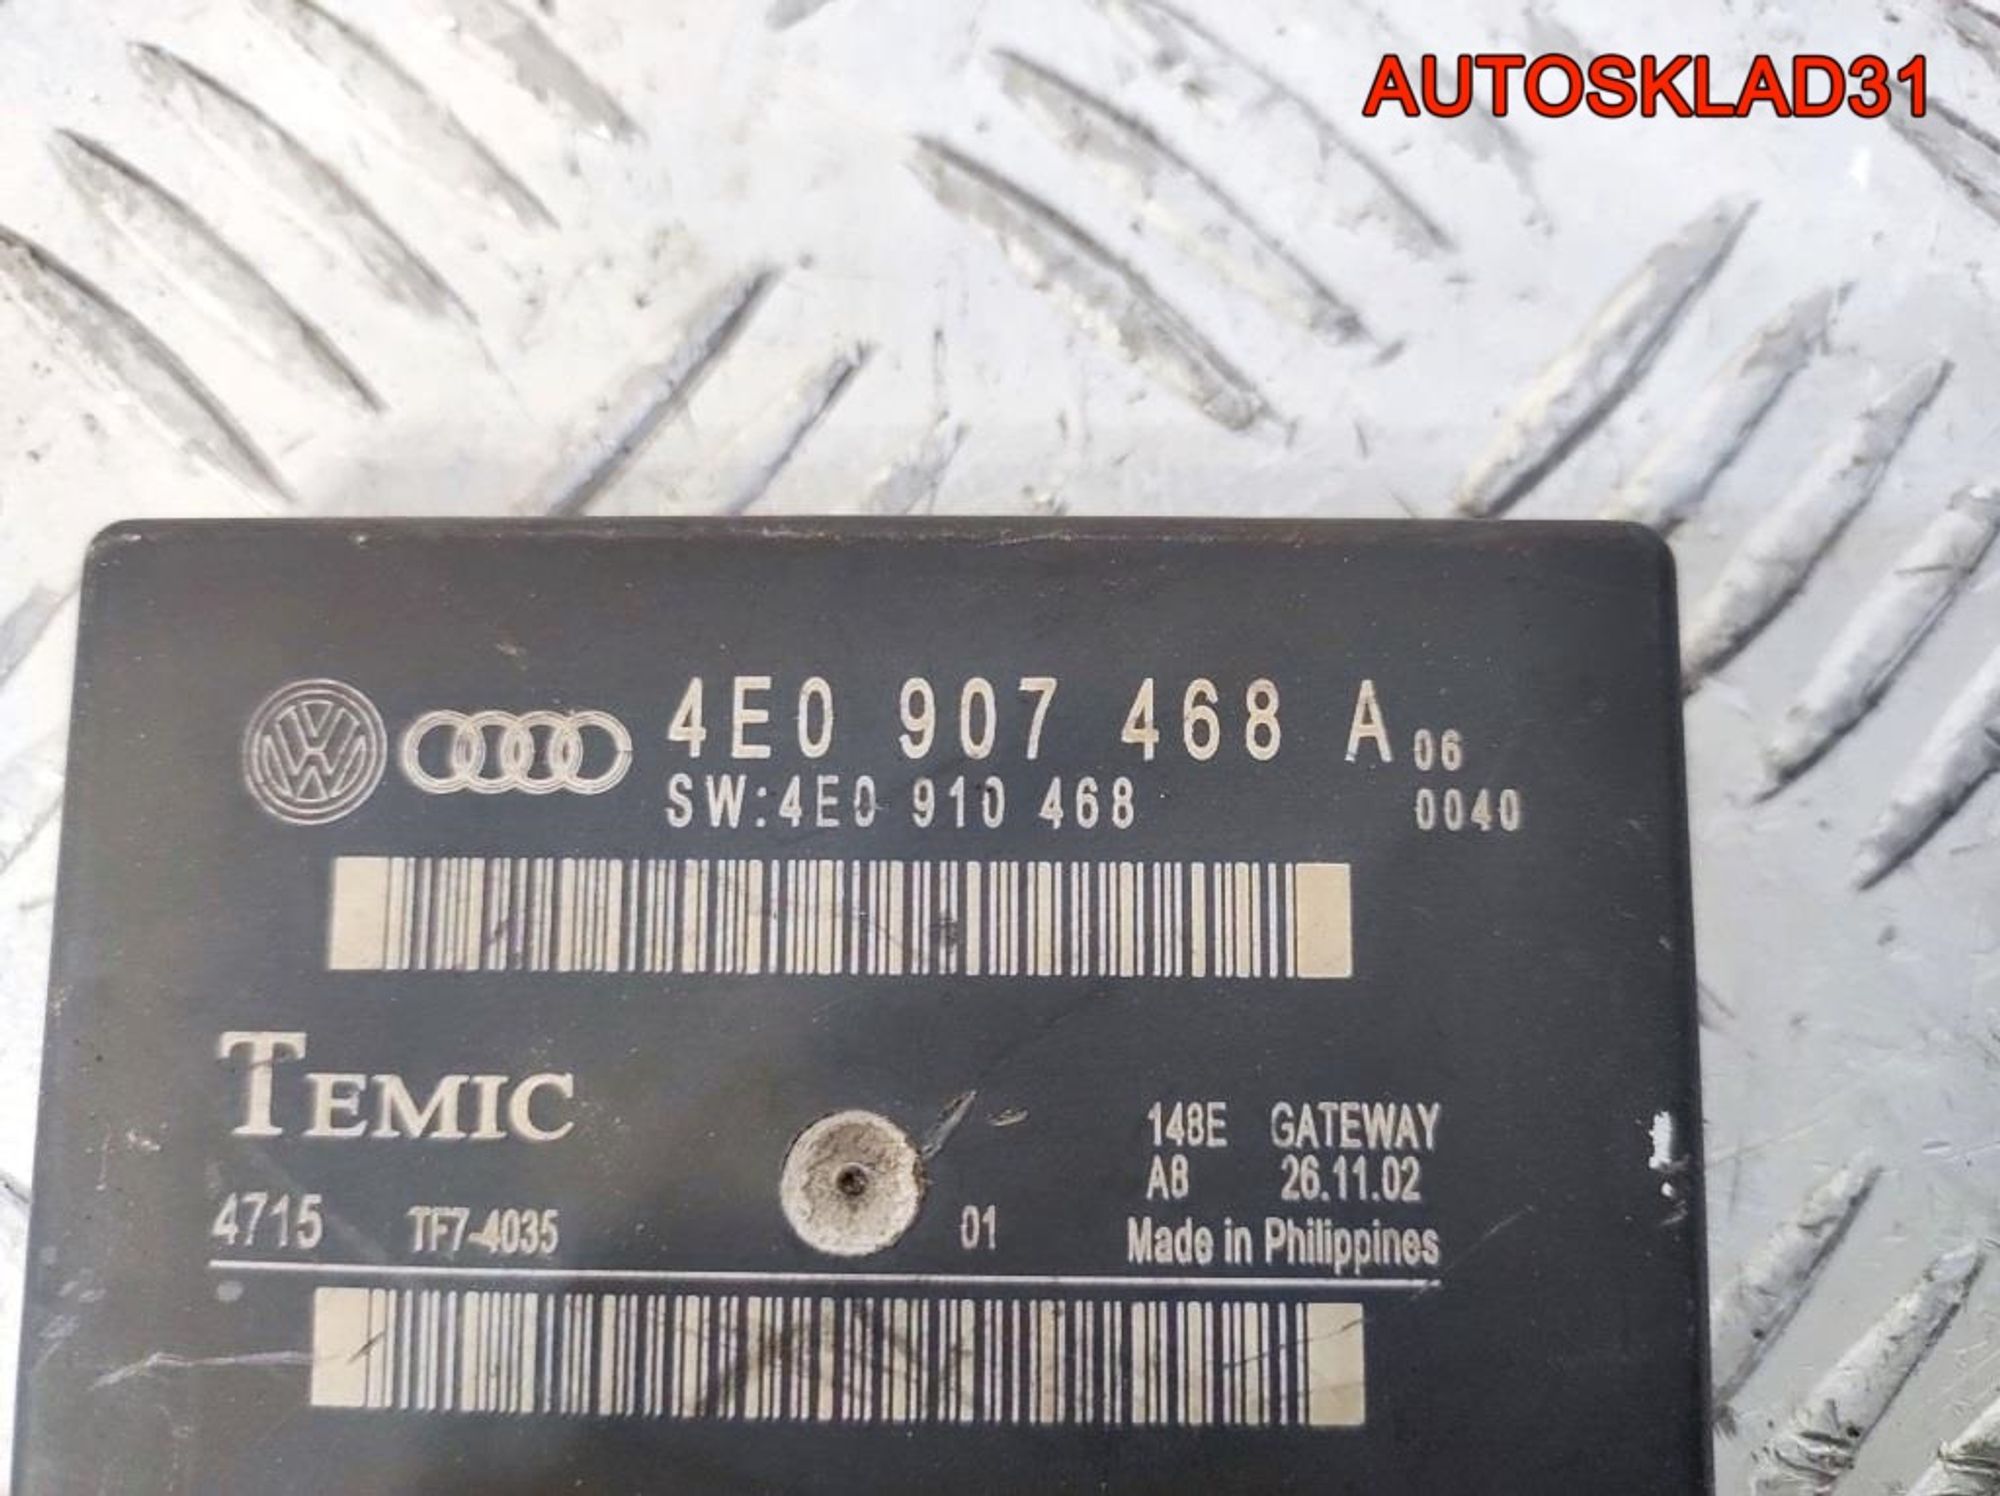 AUTOSKLAD31
4E0 907 468 A 06
SW:4E0 910 468 0040
TEMIC
148E GATEWAY
A8 26.11.02
4715 TF7-4035 01
Made in Philippines